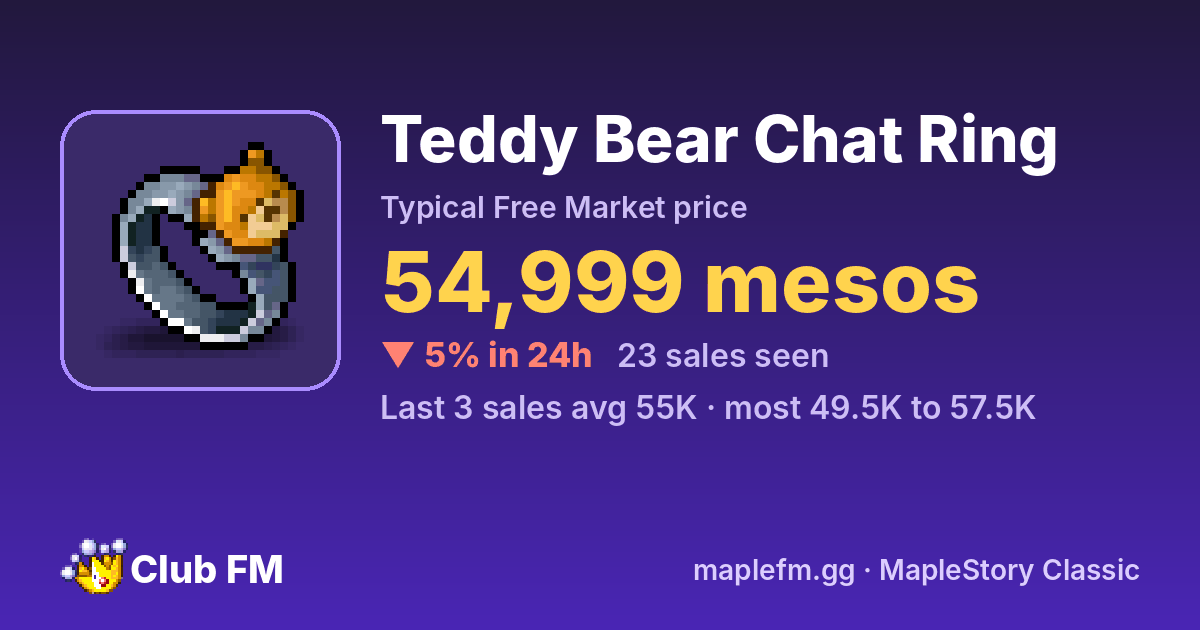 Teddy Bear Chat Ring
Typical Free Market price
54,999 mesos
▼ 5% in 24h 23 sales seen
Last 3 sales avg 55K · most 49.5K to 57.5K
Club FM
maplefm.gg · MapleStory Classic